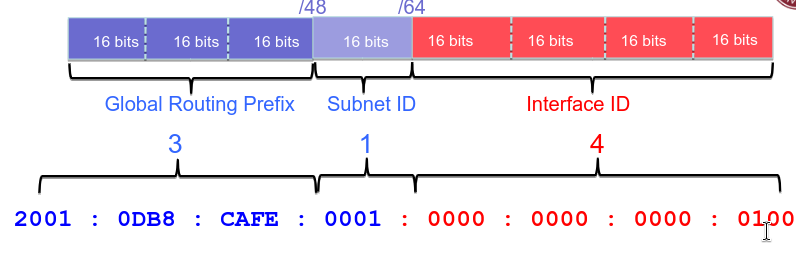 /48 /64
16 bits 16 bits 16 bits 16 bits 16 bits 16 bits 16 bits 16 bits
Global Routing Prefix Subnet ID Interface ID
3 1 4
2001 : 0DB8 : CAFE : 0001 : 0000 : 0000 : 0000 : 0100